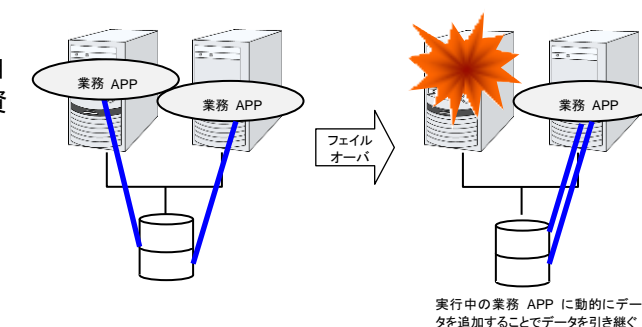 資
業務 APP
業務 APP
フェイル
オーバ
業務 APP
実行中の業務 APP に動的にデー
タを追加することでデータを引き継ぐ